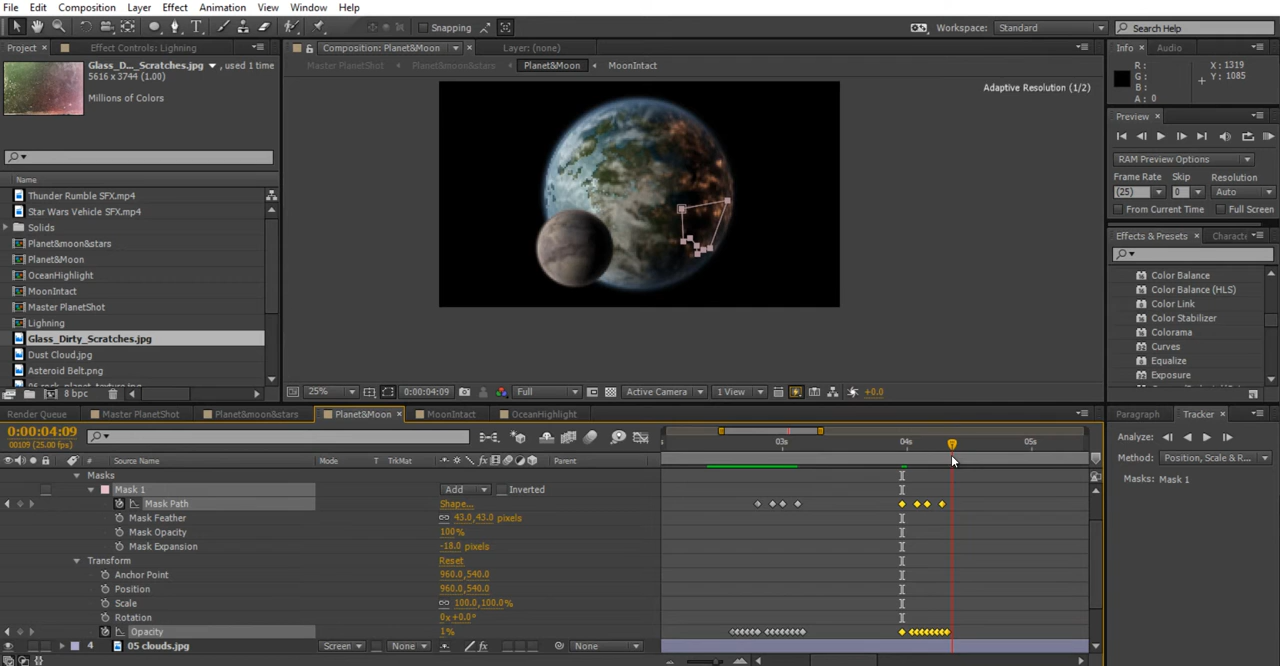 File Edit Composition Layer Effect Animation View Window Help
Snapping
Workspace: Standard
Search Help
Project
Effect Controls: Lighning
Composition: Planet&Moon
Layer: (none)
Info
Audio
Glass_D..._Scratches.jpg , used 1 time
5616 x 3744 (1.00)
Millions of Colors
Master PlanetShot
Planet&moon&stars
Planet&Moon
MoonIntact
Adaptive Resolution (1/2)
R :
G :
B :
A : 0
X : 1319
Y : 1085
Preview
RAM Preview Options
Frame Rate Skip Resolution
(25) 0 Auto
From Current Time Full Screen
Name
Thunder Rumble SFX.mp4
Star Wars Vehicle SFX.mp4
Solids
Planet&moon&stars
Planet&Moon
OceanHighlight
MoonIntact
Master PlanetShot
Lighning
Glass_Dirty_Scratches.jpg
Dust Cloud.jpg
Asteroid Belt.png
06 rock_planet_texture.jpg
8 bpc
Effects & Presets
Characte
Color Balance
Color Balance (HLS)
Color Link
Color Stabilizer
Colorama
Curves
Equalize
Exposure
25%
0:00:04:09
Full
Active Camera
1 View
+0.0
Render Queue
Master PlanetShot
Planet&moon&stars
Planet&Moon
MoonIntact
OceanHighlight
Paragraph
Tracker
0:00:04:09
00109 (25.00 fps)
03s 04s 05s
Analyze:
Method: Position, Scale & R...
Masks: Mask 1
# Source Name Mode T TrkMat Parent
Masks
Mask 1 Add Inverted
Mask Path Shape...
Mask Feather 43.0,43.0 pixels
Mask Opacity 100%
Mask Expansion -18.0 pixels
Transform Reset
Anchor Point 960.0,540.0
Position 960.0,540.0
Scale 100.0,100.0%
Rotation 0x+0.0°
Opacity 1%
4 05 clouds.jpg Screen None None